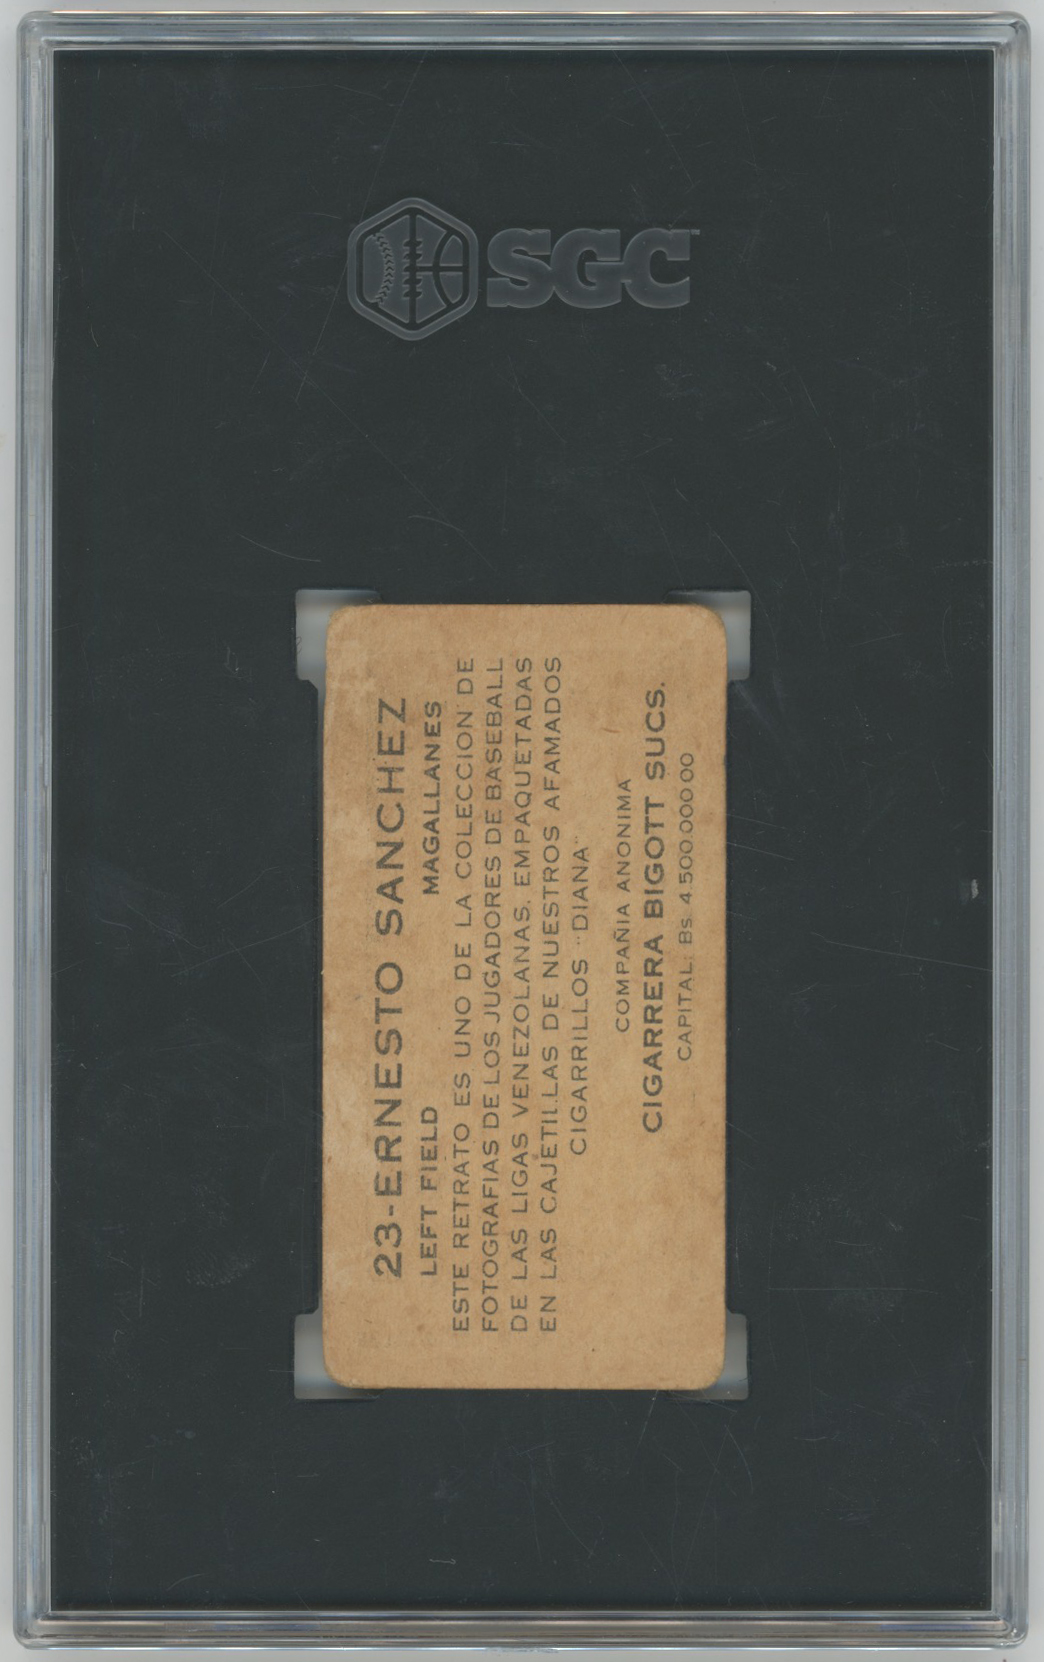 SGC™
23-ERNESTO SANCHEZ
LEFT FIELD MAGALLANES
ESTE RETRATO ES UNO DE LA COLECCION DE
FOTOGRAFIAS DE LOS JUGADORES DE BASEBALL
DE LAS LIGAS VENEZOLANAS, EMPAQUETADAS
EN LAS CAJETILLAS DE NUESTROS AFAMADOS
CIGARRILLOS "DIANA"
COMPAÑIA ANONIMA
CIGARRERA BIGOTT SUCS.
CAPITAL: Bs. 4.500.000.00